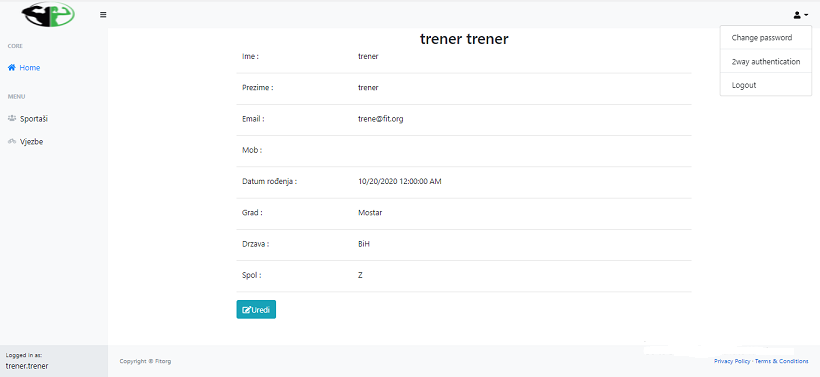 CORE
Home
MENU
Sportaši
Vjezbe
Logged in as:
trener.trener
trener trener
Ime : trener
Prezime : trener
Email : trene@fit.org
Mob :
Datum rođenja : 10/20/2020 12:00:00 AM
Grad : Mostar
Drzava : BiH
Spol : Z
Uredi
Change password
2way authentication
Logout
Copyright © Fitorg
Privacy Policy · Terms & Conditions